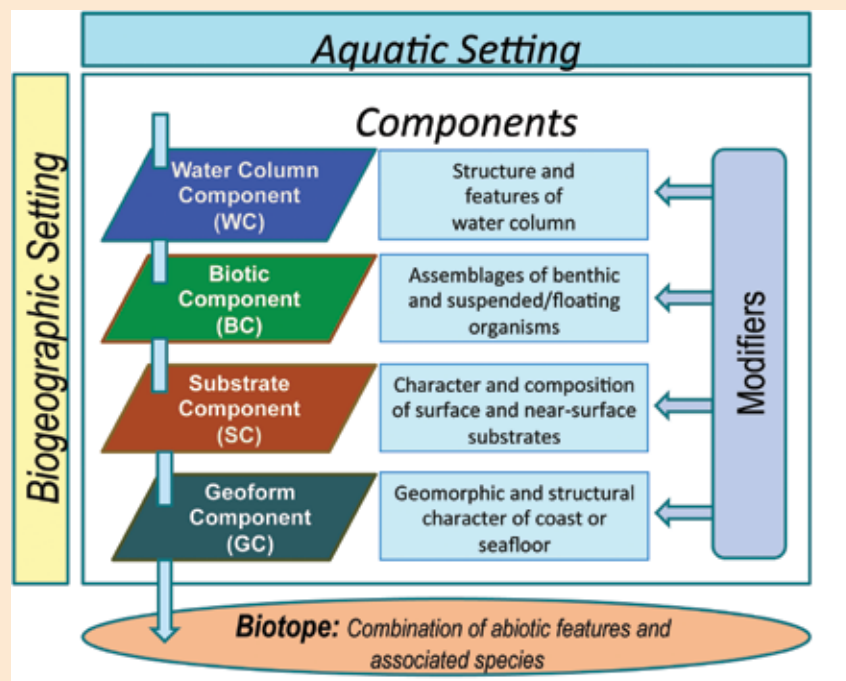 Aquatic Setting
Biogeographic Setting
Components
Water Column
Component
(WC)
Structure and
features of
water column
Biotic
Component
(BC)
Assemblages of benthic
and suspended/floating
organisms
Substrate
Component
(SC)
Character and composition
of surface and near-surface
substrates
Geoform
Component
(GC)
Geomorphic and structural
character of coast or
seafloor
Modifiers
Biotope: Combination of abiotic features and
associated species